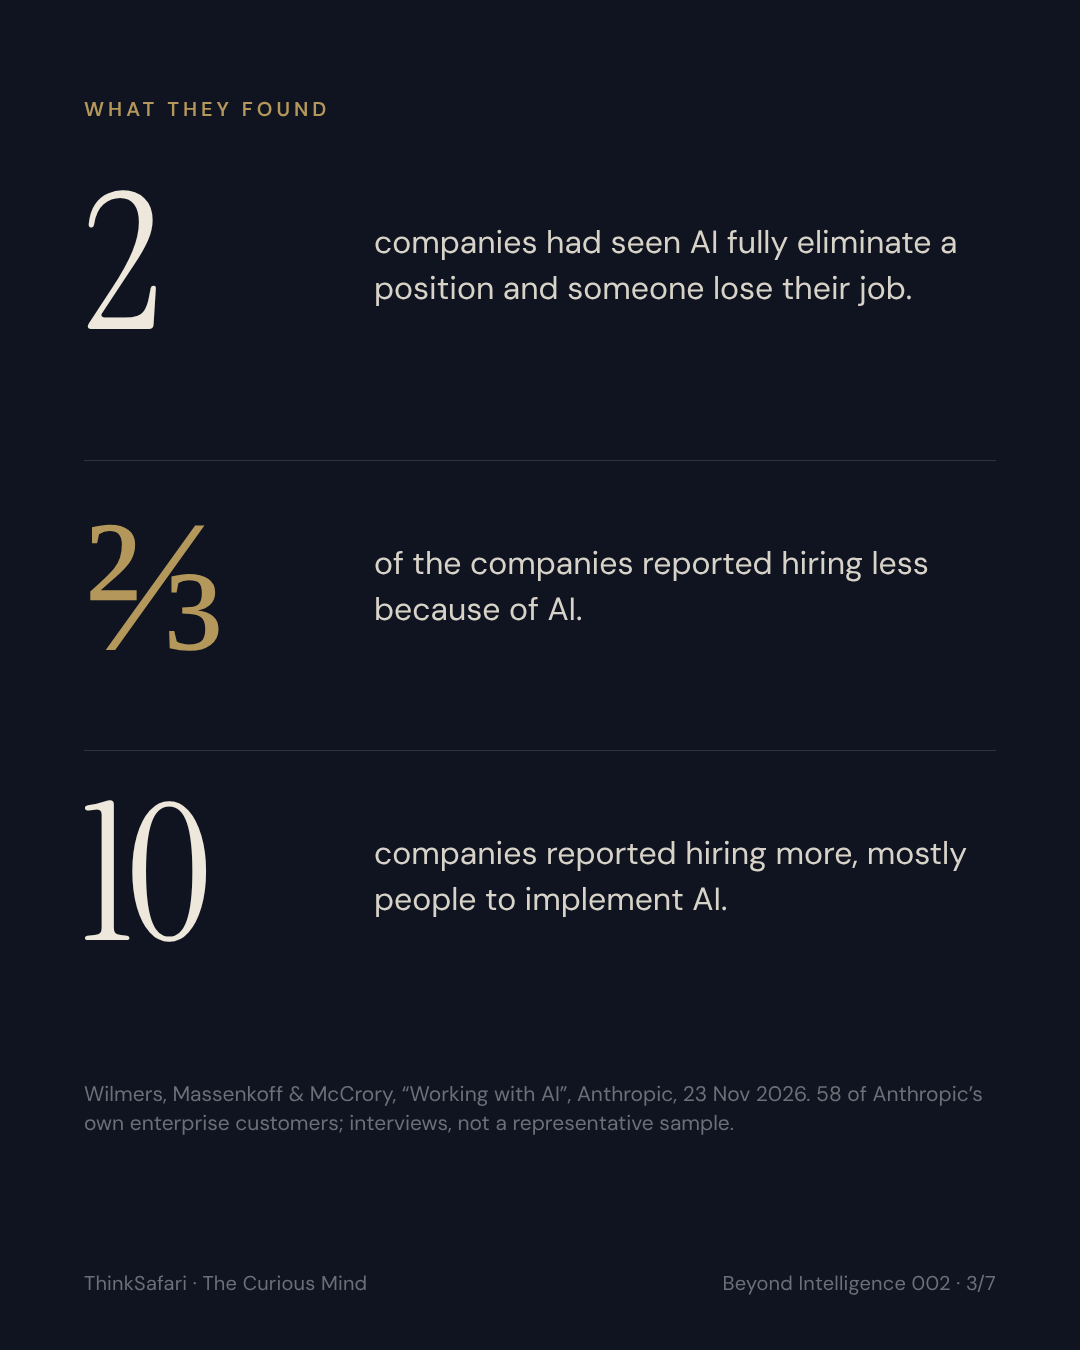 WHAT THEY FOUND
2
companies had seen AI fully eliminate a
position and someone lose their job.
⅔
of the companies reported hiring less
because of AI.
10
companies reported hiring more, mostly
people to implement AI.
Wilmers, Massenkoff & McCrory, “Working with AI”, Anthropic, 23 Nov 2026. 58 of Anthropic’s
own enterprise customers; interviews, not a representative sample.
ThinkSafari · The Curious Mind
Beyond Intelligence 002 · 3/7